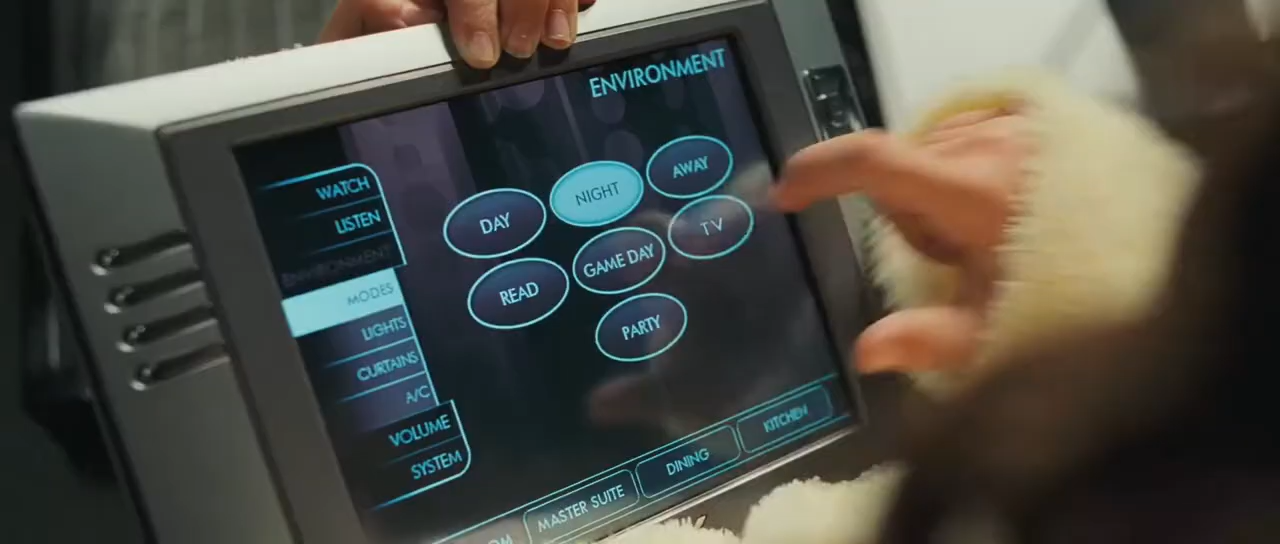 ENVIRONMENT
WATCH
LISTEN
ENVIRONMENT
MODES
LIGHTS
CURTAINS
A/C
VOLUME
SYSTEM
DAY
NIGHT
AWAY
READ
GAME DAY
TV
PARTY
MASTER SUITE
DINING
KITCHEN